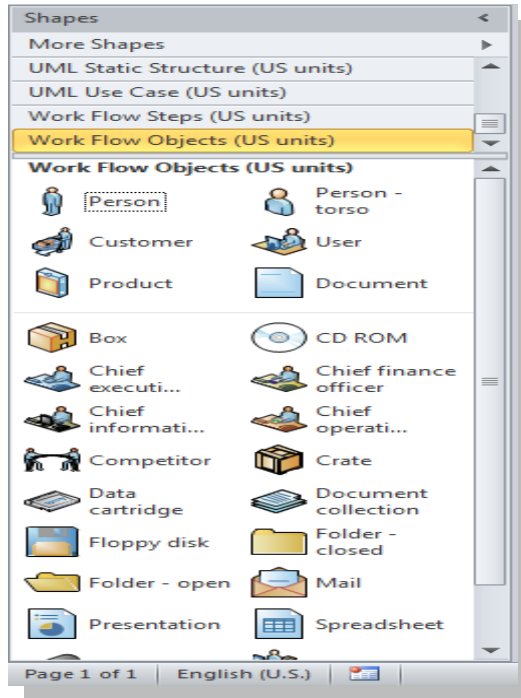 Shapes
More Shapes
UML Static Structure (US units)
UML Use Case (US units)
Work Flow Steps (US units)
Work Flow Objects (US units)
Work Flow Objects (US units)
Person
Person -
torso
Customer
User
Product
Document
Box
CD ROM
Chief
executi...
Chief finance
officer
Chief
informati...
Chief
operati...
Competitor
Crate
Data
cartridge
Document
collection
Floppy disk
Folder -
closed
Folder - open
Mail
Presentation
Spreadsheet
Page 1 of 1
English (U.S.)